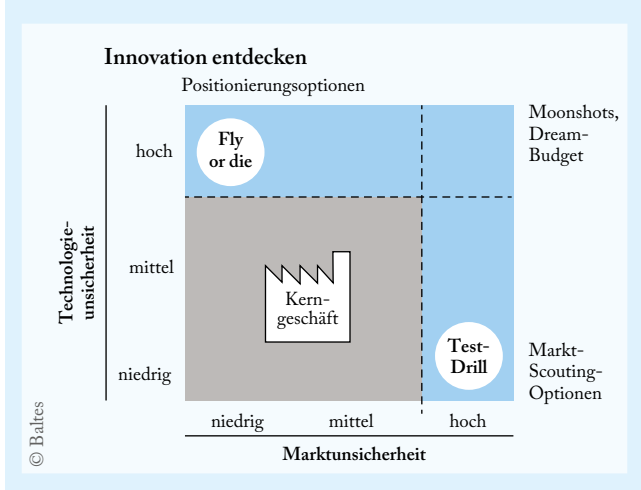 Innovation entdecken
Positionierungsoptionen
Technologie-
unsicherheit
hoch
mittel
niedrig
Fly
or die
Kern-
geschäft
Test-
Drill
Moonshots,
Dream-
Budget
Markt-
Scouting-
Optionen
niedrig
mittel
hoch
Marktunsicherheit
© Baltes